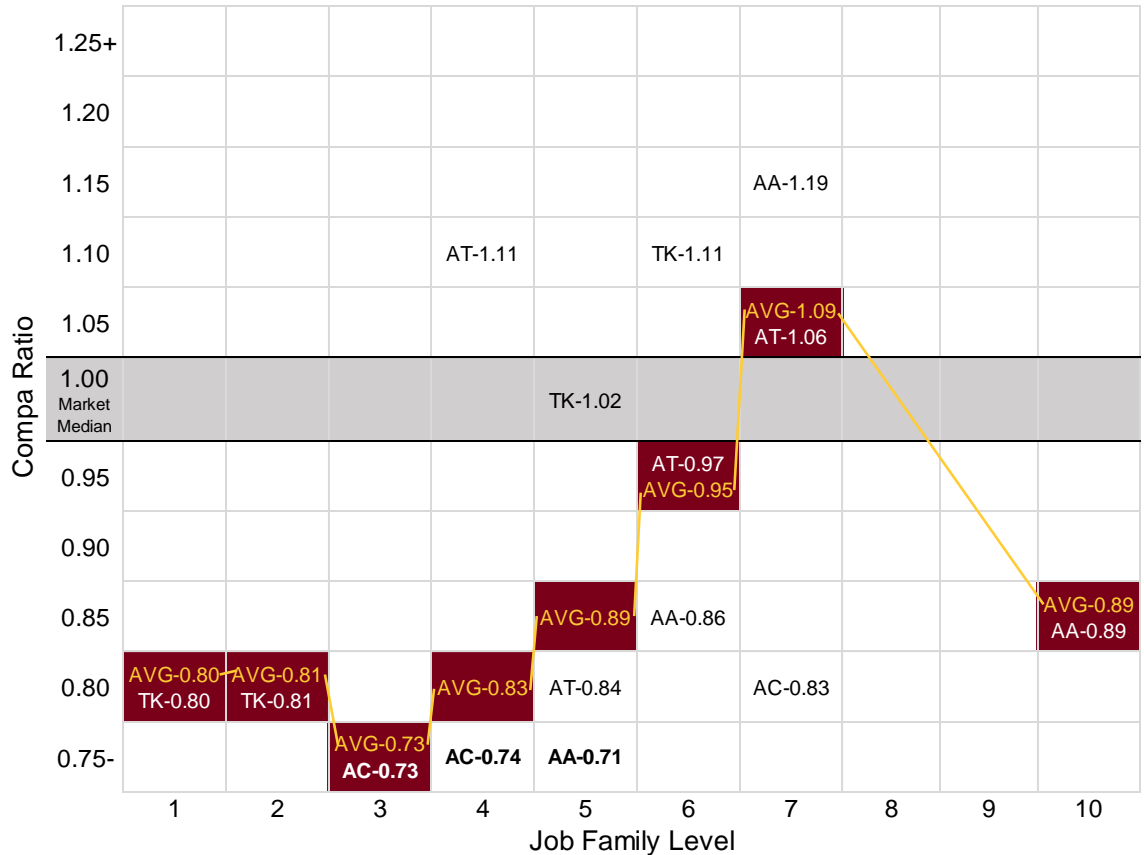 1.25+
1.20
1.15
AA-1.19
1.10
AT-1.11
TK-1.11
1.05
AVG-1.09
AT-1.06
Compa Ratio
1.00
Market
Median
TK-1.02
0.95
AT-0.97
AVG-0.95
0.90
0.85
AVG-0.89
AA-0.86
AVG-0.89
AA-0.89
0.80
AVG-0.80
TK-0.80
AVG-0.81
TK-0.81
AVG-0.83
AT-0.84
AC-0.83
0.75-
AVG-0.73
AC-0.73
AC-0.74
AA-0.71
1 2 3 4 5 6 7 8 9 10
Job Family Level